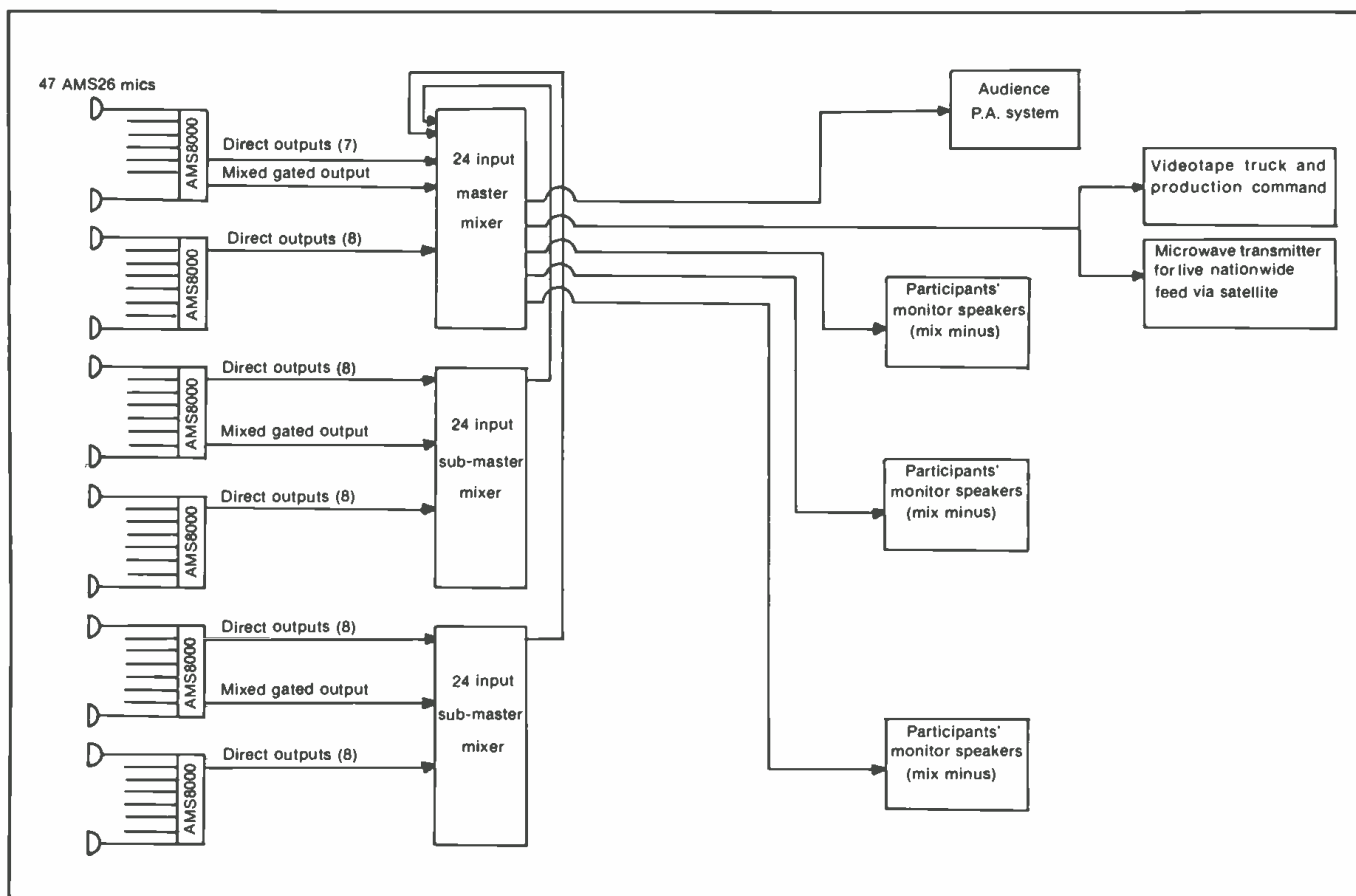 47 AMS26 mics
AMS8000
Direct outputs (7)
Mixed gated output
AMS8000
Direct outputs (8)
24 input
master
mixer
AMS8000
Direct outputs (8)
Mixed gated output
AMS8000
Direct outputs (8)
24 input
sub-master
mixer
AMS8000
Direct outputs (8)
Mixed gated output
AMS8000
Direct outputs (8)
24 input
sub-master
mixer
Audience
P.A. system
Videotape truck and
production command
Microwave transmitter
for live nationwide
feed via satellite
Participants'
monitor speakers
(mix minus)
Participants'
monitor speakers
(mix minus)
Participants'
monitor speakers
(mix minus)